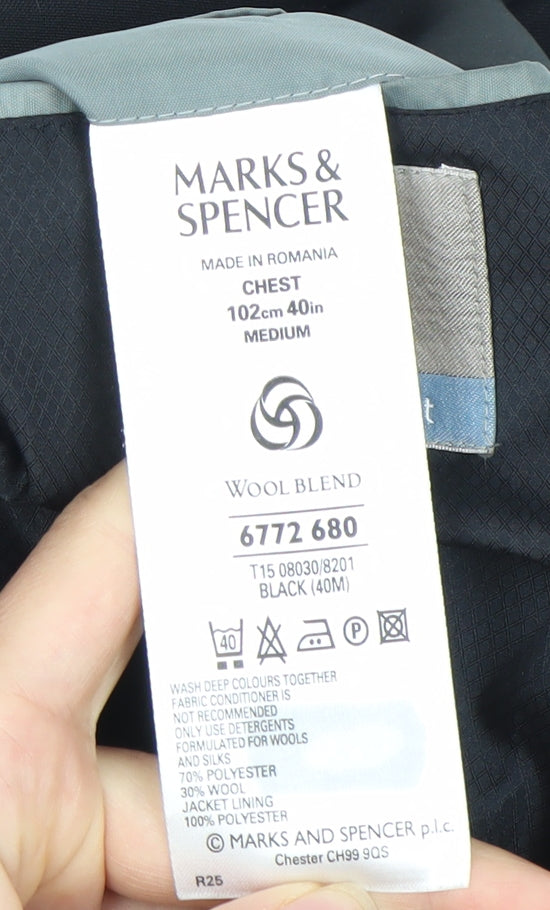 MARKS &
SPENCER
MADE IN ROMANIA
CHEST
102cm 40in
MEDIUM
WOOL BLEND
6772 680
T15 08030/8201
BLACK (40M)
40
P
WASH DEEP COLOURS TOGETHER
FABRIC CONDITIONER IS
NOT RECOMMENDED
ONLY USE DETERGENTS
FORMULATED FOR WOOLS
AND SILKS
70% POLYESTER
30% WOOL
JACKET LINING
100% POLYESTER
© MARKS AND SPENCER p.l.c.
Chester CH99 9QS
R25
t